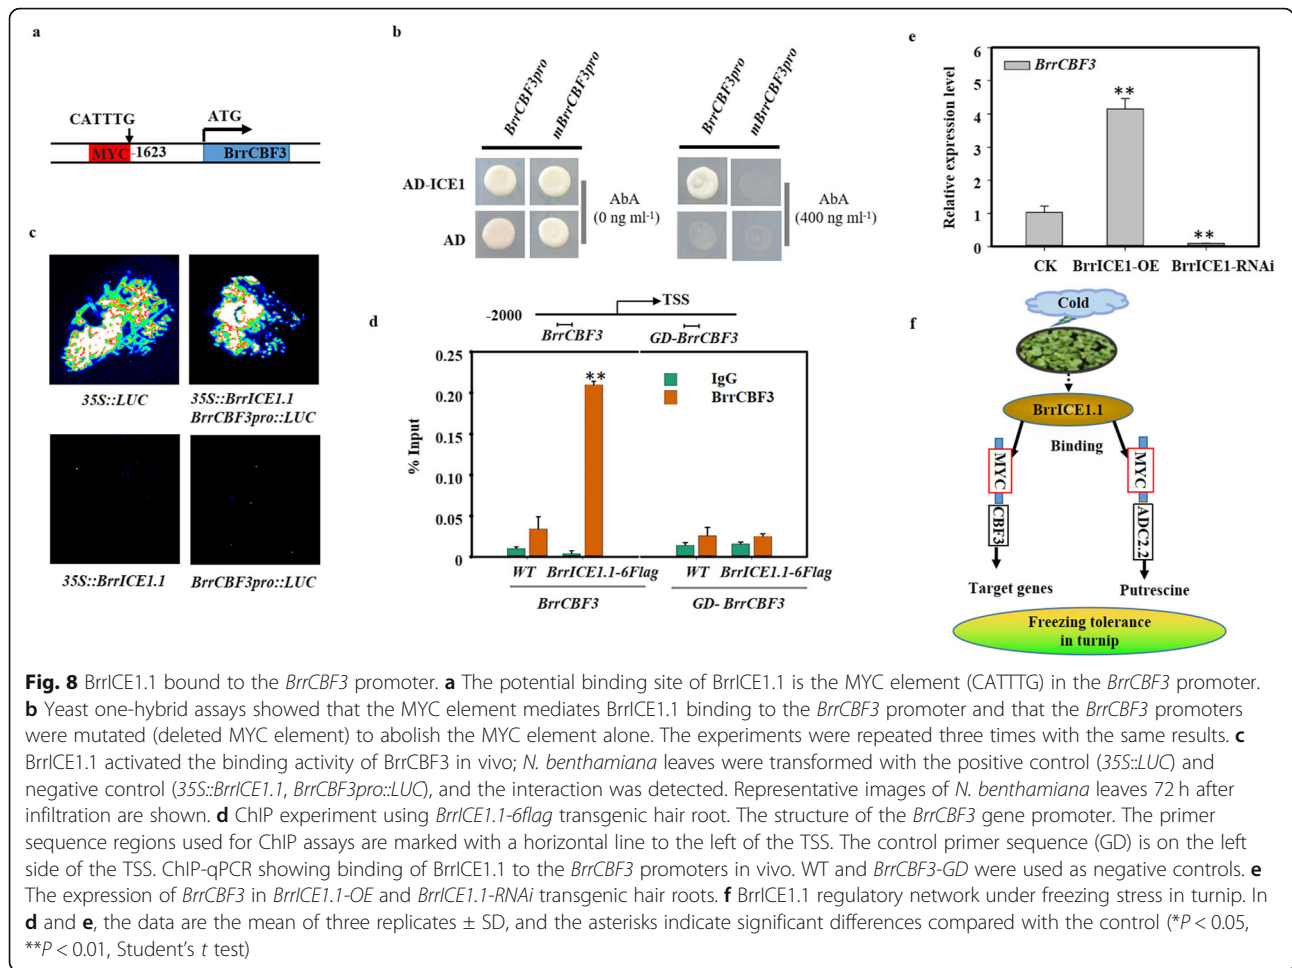 a
CATTTG
ATG
MYC
-1623
BrrCBF3
b
BrrCBF3pro
mBrrCBF3pro
BrrCBF3pro
mBrrCBF3pro
AD-ICE1
AD
AbA
(0 ng ml-1)
AbA
(400 ng ml-1)
c
35S::LUC
35S::BrrICE1.1
BrrCBF3pro::LUC
35S::BrrICE1.1
BrrCBF3pro::LUC
d
-2000
TSS
BrrCBF3
GD-BrrCBF3
% Input
0.25
0.20
0.15
0.10
0.05
0
**
IgG
BrrCBF3
WT
BrrICE1.1-6Flag
WT
BrrICE1.1-6Flag
BrrCBF3
GD- BrrCBF3
e
Relative expression level
6
5
4
3
2
1
0
BrrCBF3
**
**
CK
BrrICE1-OE
BrrICE1-RNAi
f
Cold
BrrICE1.1
Binding
MYC
MYC
CBF3
ADC2.2
Target genes
Putrescine
Freezing tolerance
in turnip
Fig. 8 BrrICE1.1 bound to the BrrCBF3 promoter. a The potential binding site of BrrICE1.1 is the MYC element (CATTTG) in the BrrCBF3 promoter.
b Yeast one-hybrid assays showed that the MYC element mediates BrrICE1.1 binding to the BrrCBF3 promoter and that the BrrCBF3 promoters
were mutated (deleted MYC element) to abolish the MYC element alone. The experiments were repeated three times with the same results. c
BrrICE1.1 activated the binding activity of BrrCBF3 in vivo; N. benthamiana leaves were transformed with the positive control (35S::LUC) and
negative control (35S::BrrICE1.1, BrrCBF3pro::LUC), and the interaction was detected. Representative images of N. benthamiana leaves 72 h after
infiltration are shown. d ChIP experiment using BrrICE1.1-6flag transgenic hair root. The structure of the BrrCBF3 gene promoter. The primer
sequence regions used for ChIP assays are marked with a horizontal line to the left of the TSS. The control primer sequence (GD) is on the left
side of the TSS. ChIP-qPCR showing binding of BrrICE1.1 to the BrrCBF3 promoters in vivo. WT and BrrCBF3-GD were used as negative controls. e
The expression of BrrCBF3 in BrrICE1.1-OE and BrrICE1.1-RNAi transgenic hair roots. f BrrICE1.1 regulatory network under freezing stress in turnip. In
d and e, the data are the mean of three replicates ± SD, and the asterisks indicate significant differences compared with the control (*P < 0.05,
**P < 0.01, Student's t test)